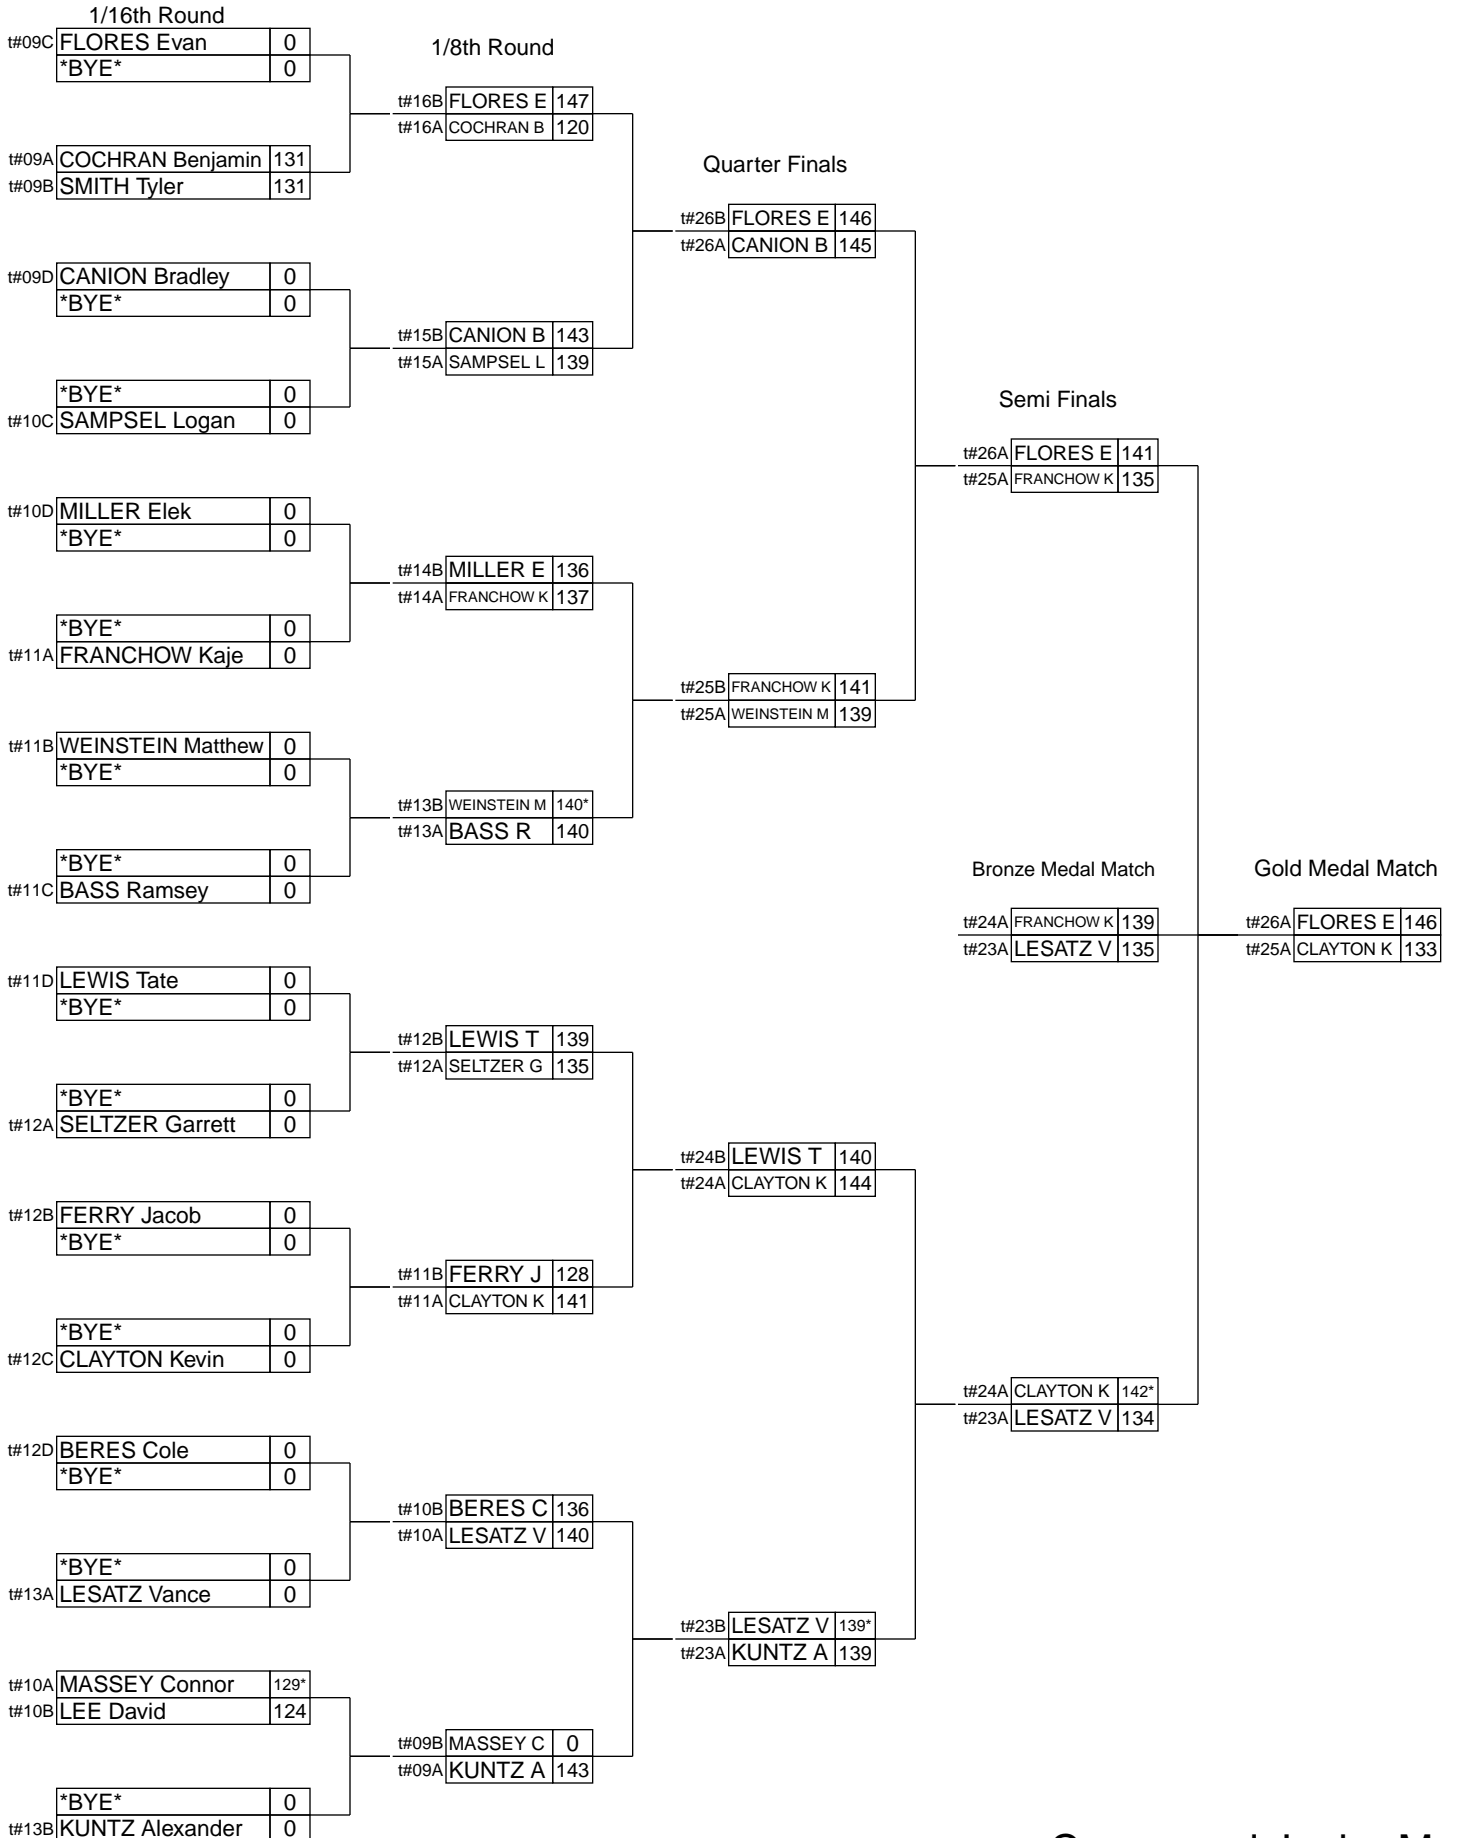 1/16th Round
t#09C FLORES Evan 0
*BYE* 0
t#09A COCHRAN Benjamin 131
t#09B SMITH Tyler 131
t#09D CANION Bradley 0
*BYE* 0
*BYE* 0
t#10C SAMPSEL Logan 0
t#10D MILLER Elek 0
*BYE* 0
*BYE* 0
t#11A FRANCHOW Kaje 0
t#11B WEINSTEIN Matthew 0
*BYE* 0
*BYE* 0
t#11C BASS Ramsey 0
t#11D LEWIS Tate 0
*BYE* 0
*BYE* 0
t#12A SELTZER Garrett 0
t#12B FERRY Jacob 0
*BYE* 0
*BYE* 0
t#12C CLAYTON Kevin 0
t#12D BERES Cole 0
*BYE* 0
*BYE* 0
t#13A LESATZ Vance 0
t#10A MASSEY Connor 129*
t#10B LEE David 124
*BYE* 0
t#13B KUNTZ Alexander 0
1/8th Round
t#16B FLORES E 147
t#16A COCHRAN B 120
t#15B CANION B 143
t#15A SAMPSEL L 139
t#14B MILLER E 136
t#14A FRANCHOW K 137
t#13B WEINSTEIN M 140*
t#13A BASS R 140
t#12B LEWIS T 139
t#12A SELTZER G 135
t#11B FERRY J 128
t#11A CLAYTON K 141
t#10B BERES C 136
t#10A LESATZ V 140
t#09B MASSEY C 0
t#09A KUNTZ A 143
Quarter Finals
t#26B FLORES E 146
t#26A CANION B 145
t#25B FRANCHOW K 141
t#25A WEINSTEIN M 139
t#24B LEWIS T 140
t#24A CLAYTON K 144
t#23B LESATZ V 139*
t#23A KUNTZ A 139
Semi Finals
t#26A FLORES E 141
t#25A FRANCHOW K 135
t#24A CLAYTON K 142*
t#23A LESATZ V 134
Bronze Medal Match
t#24A FRANCHOW K 139
t#23A LESATZ V 135
Gold Medal Match
t#26A FLORES E 146
t#25A CLAYTON K 133